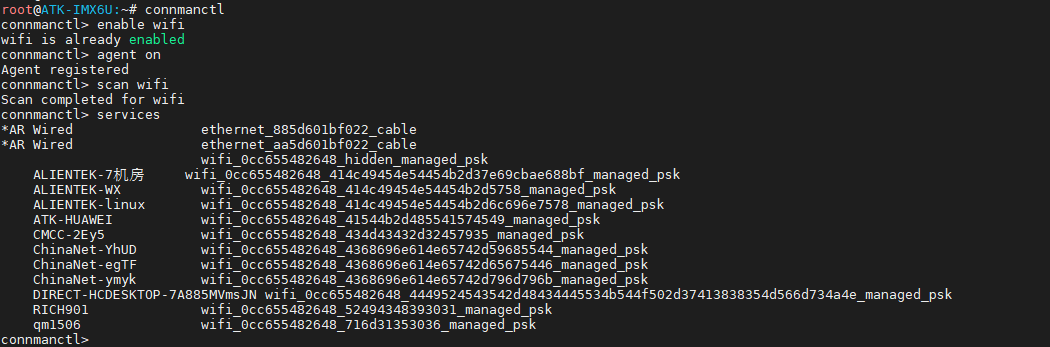 root@ATK-IMX6U:~# connmanctl
connmanctl> enable wifi
wifi is already enabled
connmanctl> agent on
Agent registered
connmanctl> scan wifi
Scan completed for wifi
connmanctl> services
*AR Wired                ethernet_885d601bf022_cable
*AR Wired                ethernet_aa5d601bf022_cable
                         wifi_0cc655482648_hidden_managed_psk
    ALIENTEK-7机房     wifi_0cc655482648_414c49454e54454b2d37e69cbae688bf_managed_psk
    ALIENTEK-WX          wifi_0cc655482648_414c49454e54454b2d5758_managed_psk
    ALIENTEK-linux       wifi_0cc655482648_414c49454e54454b2d6c696e7578_managed_psk
    ATK-HUAWEI           wifi_0cc655482648_41544b2d485541574549_managed_psk
    CMCC-2Ey5            wifi_0cc655482648_434d43432d32457935_managed_psk
    ChinaNet-YhUD        wifi_0cc655482648_4368696e614e65742d59685544_managed_psk
    ChinaNet-egTF        wifi_0cc655482648_4368696e614e65742d65675446_managed_psk
    ChinaNet-ymyk        wifi_0cc655482648_4368696e614e65742d796d796b_managed_psk
    DIRECT-HCDESKTOP-7A885MVmsJN wifi_0cc655482648_4449524543542d48434445534b544f502d37413838354d566d734a4e_managed_psk
    RICH901              wifi_0cc655482648_52494348393031_managed_psk
    qm1506               wifi_0cc655482648_716d31353036_managed_psk
connmanctl>